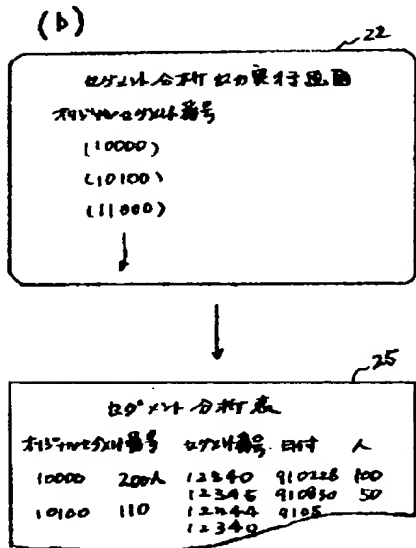 (b)
22
セグメント分析出力実行画面
オリジナルセグメント番号
(10000)
(10100)
(11000)
25
セグメント分析表
オリジナルセグメント番号 セグメント番号 日付 人
10000 200人 12340 910228 100
12345 910830 50
10100 110 12344 9105
12340